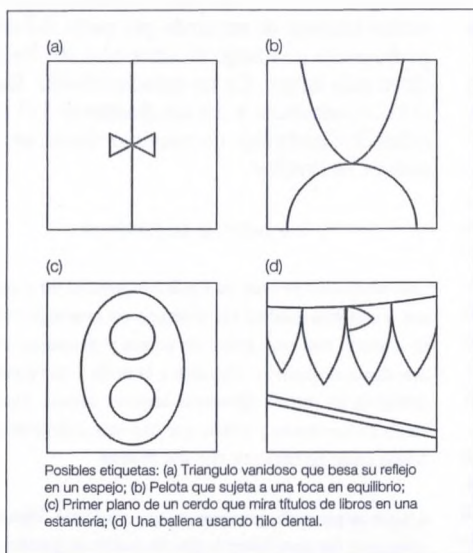 (a)
(b)
(c)
(d)
Posibles etiquetas: (a) Triangulo vanidoso que besa su reflejo
en un espejo; (b) Pelota que sujeta a una foca en equilibrio;
(c) Primer plano de un cerdo que mira títulos de libros en una
estantería; (d) Una ballena usando hilo dental.